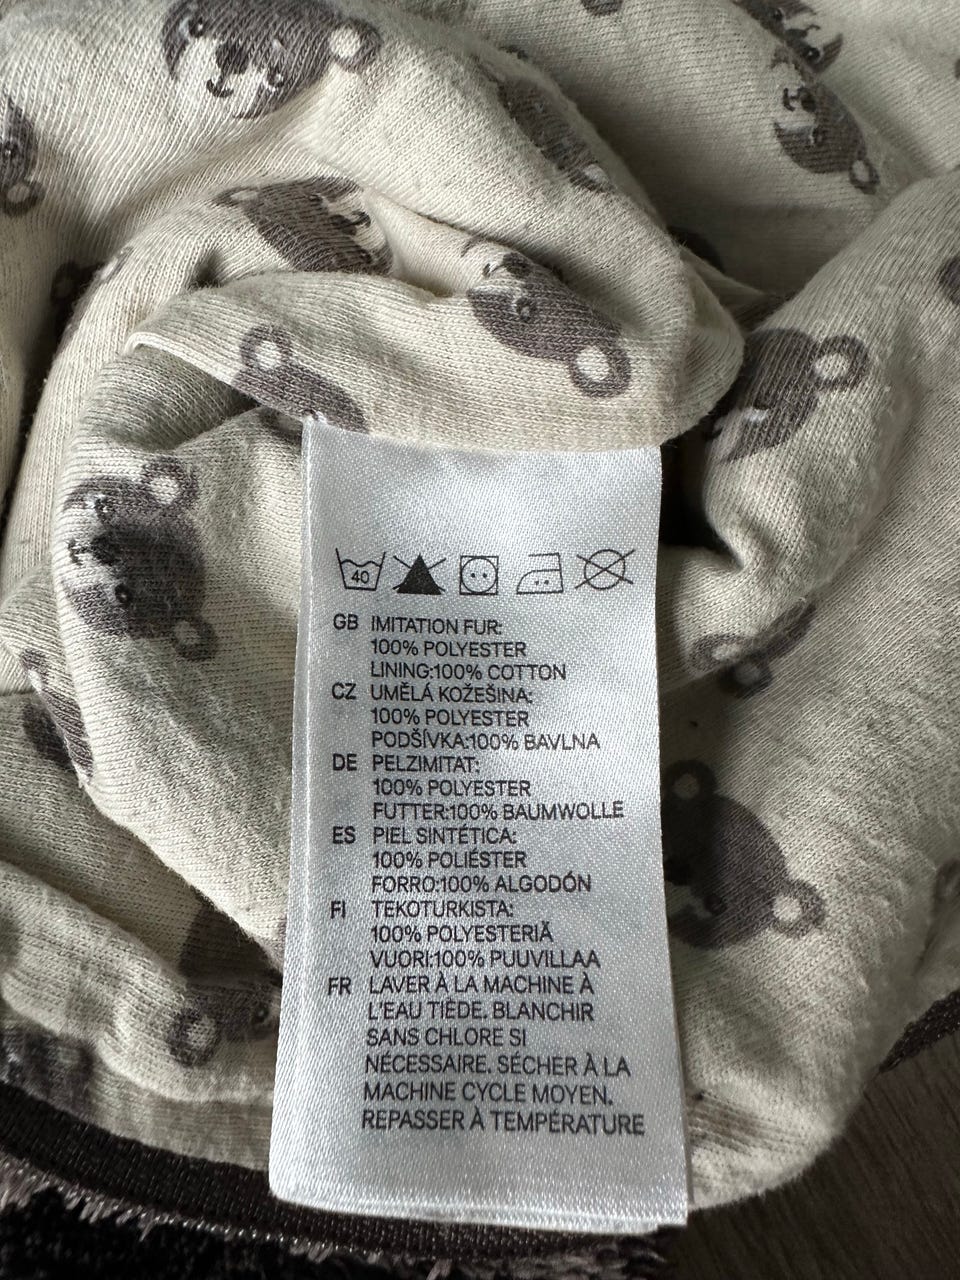 40
GB IMITATION FUR:
100% POLYESTER
LINING:100% COTTON
CZ UMĚLÁ KOŽEŠINA:
100% POLYESTER
PODŠÍVKA:100% BAVLNA
DE PELZIMITAT:
100% POLYESTER
FUTTER:100% BAUMWOLLE
ES PIEL SINTÉTICA:
100% POLIÉSTER
FORRO:100% ALGODÓN
FI TEKOTURKISTA:
100% POLYESTERIÄ
VUORI:100% PUUVILLAA
FR LAVER À LA MACHINE À
L'EAU TIÈDE. BLANCHIR
SANS CHLORE SI
NÉCESSAIRE. SÉCHER À LA
MACHINE CYCLE MOYEN.
REPASSER À TEMPÉRATURE